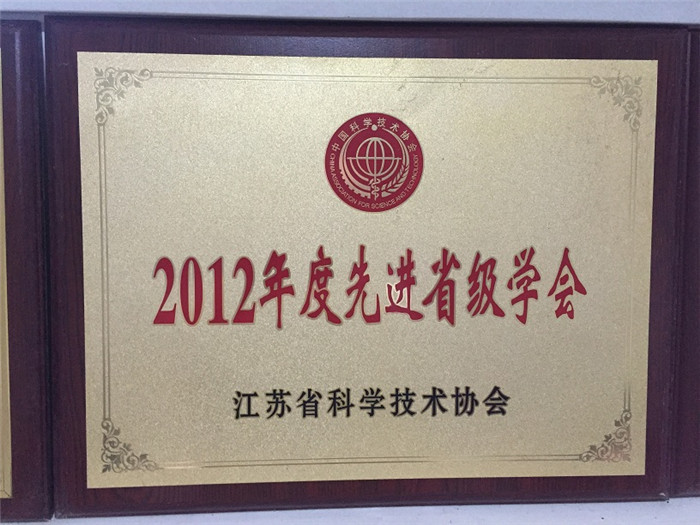 中国科学技术协会
CHINA ASSOCIATION FOR SCIENCE AND TECHNOLOGY
2012年度先进省级学会
江苏省科学技术协会